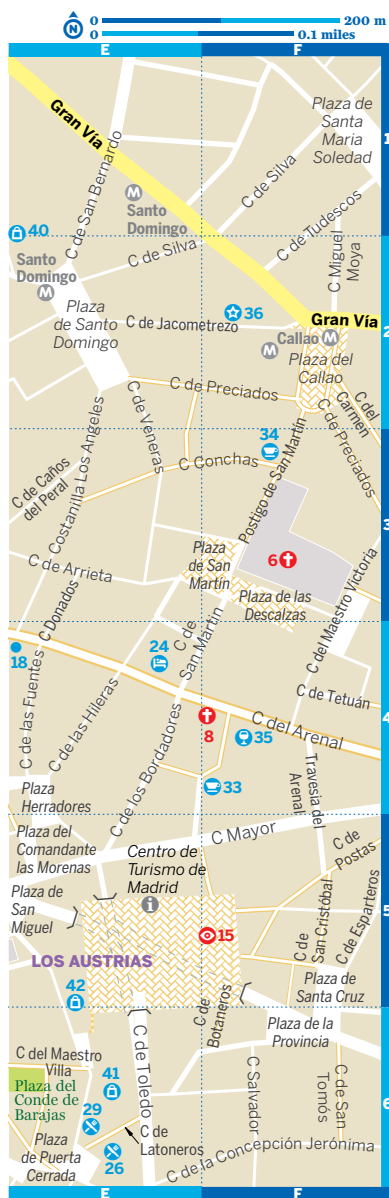 N
0
200 m
0
0.1 miles
E
F
1
Plaza de
Santa
Maria
Soledad
Gran Vía
C de San Bernardo
C de Silva
M
Santo
Domingo
C de Tudescos
40
C de Silva
C Miguel
Moya
Santo
Domingo
M
36
2
Plaza
de Santo
Domingo
C de Jacometrezo
Gran Vía
Callao
M
M
Plaza del
Callao
C de Preciados
C del
Carmen
C de Preciados
34
Costanilla Los Angeles
C de Veneras
C Conchas
Postigo de San Martín
C de Caños
del Peral
3
Plaza
de San
Martín
6
C de Arrieta
Plaza de las
Descalzas
C del Maestro Victoria
C Donados
C de
San Martín
24
18
C de Tetuán
C de las Fuentes
C de las Hileras
8
C del Arenal
35
4
C de los Bordadores
33
Travesia del
Arenal
Plaza
Herradores
C Mayor
Plaza del
Comandante
las Morenas
C de
Postas
Centro de
Turismo de
Madrid
i
Plaza de
San
Miguel
15
C de
San Cristóbal
C de Esparteros
5
LOS AUSTRIAS
Plaza de
Santa Cruz
42
C de
Botaneros
Plaza de la
Provincia
C de Toledo
C del Maestro
Villa
41
Plaza del
Conde de
Barajas
C Salvador
C de San
Tomós
6
29
Plaza
de Puerta
Cerrada
C de
Latoneros
26
C de la Concepción Jerónima
E
F